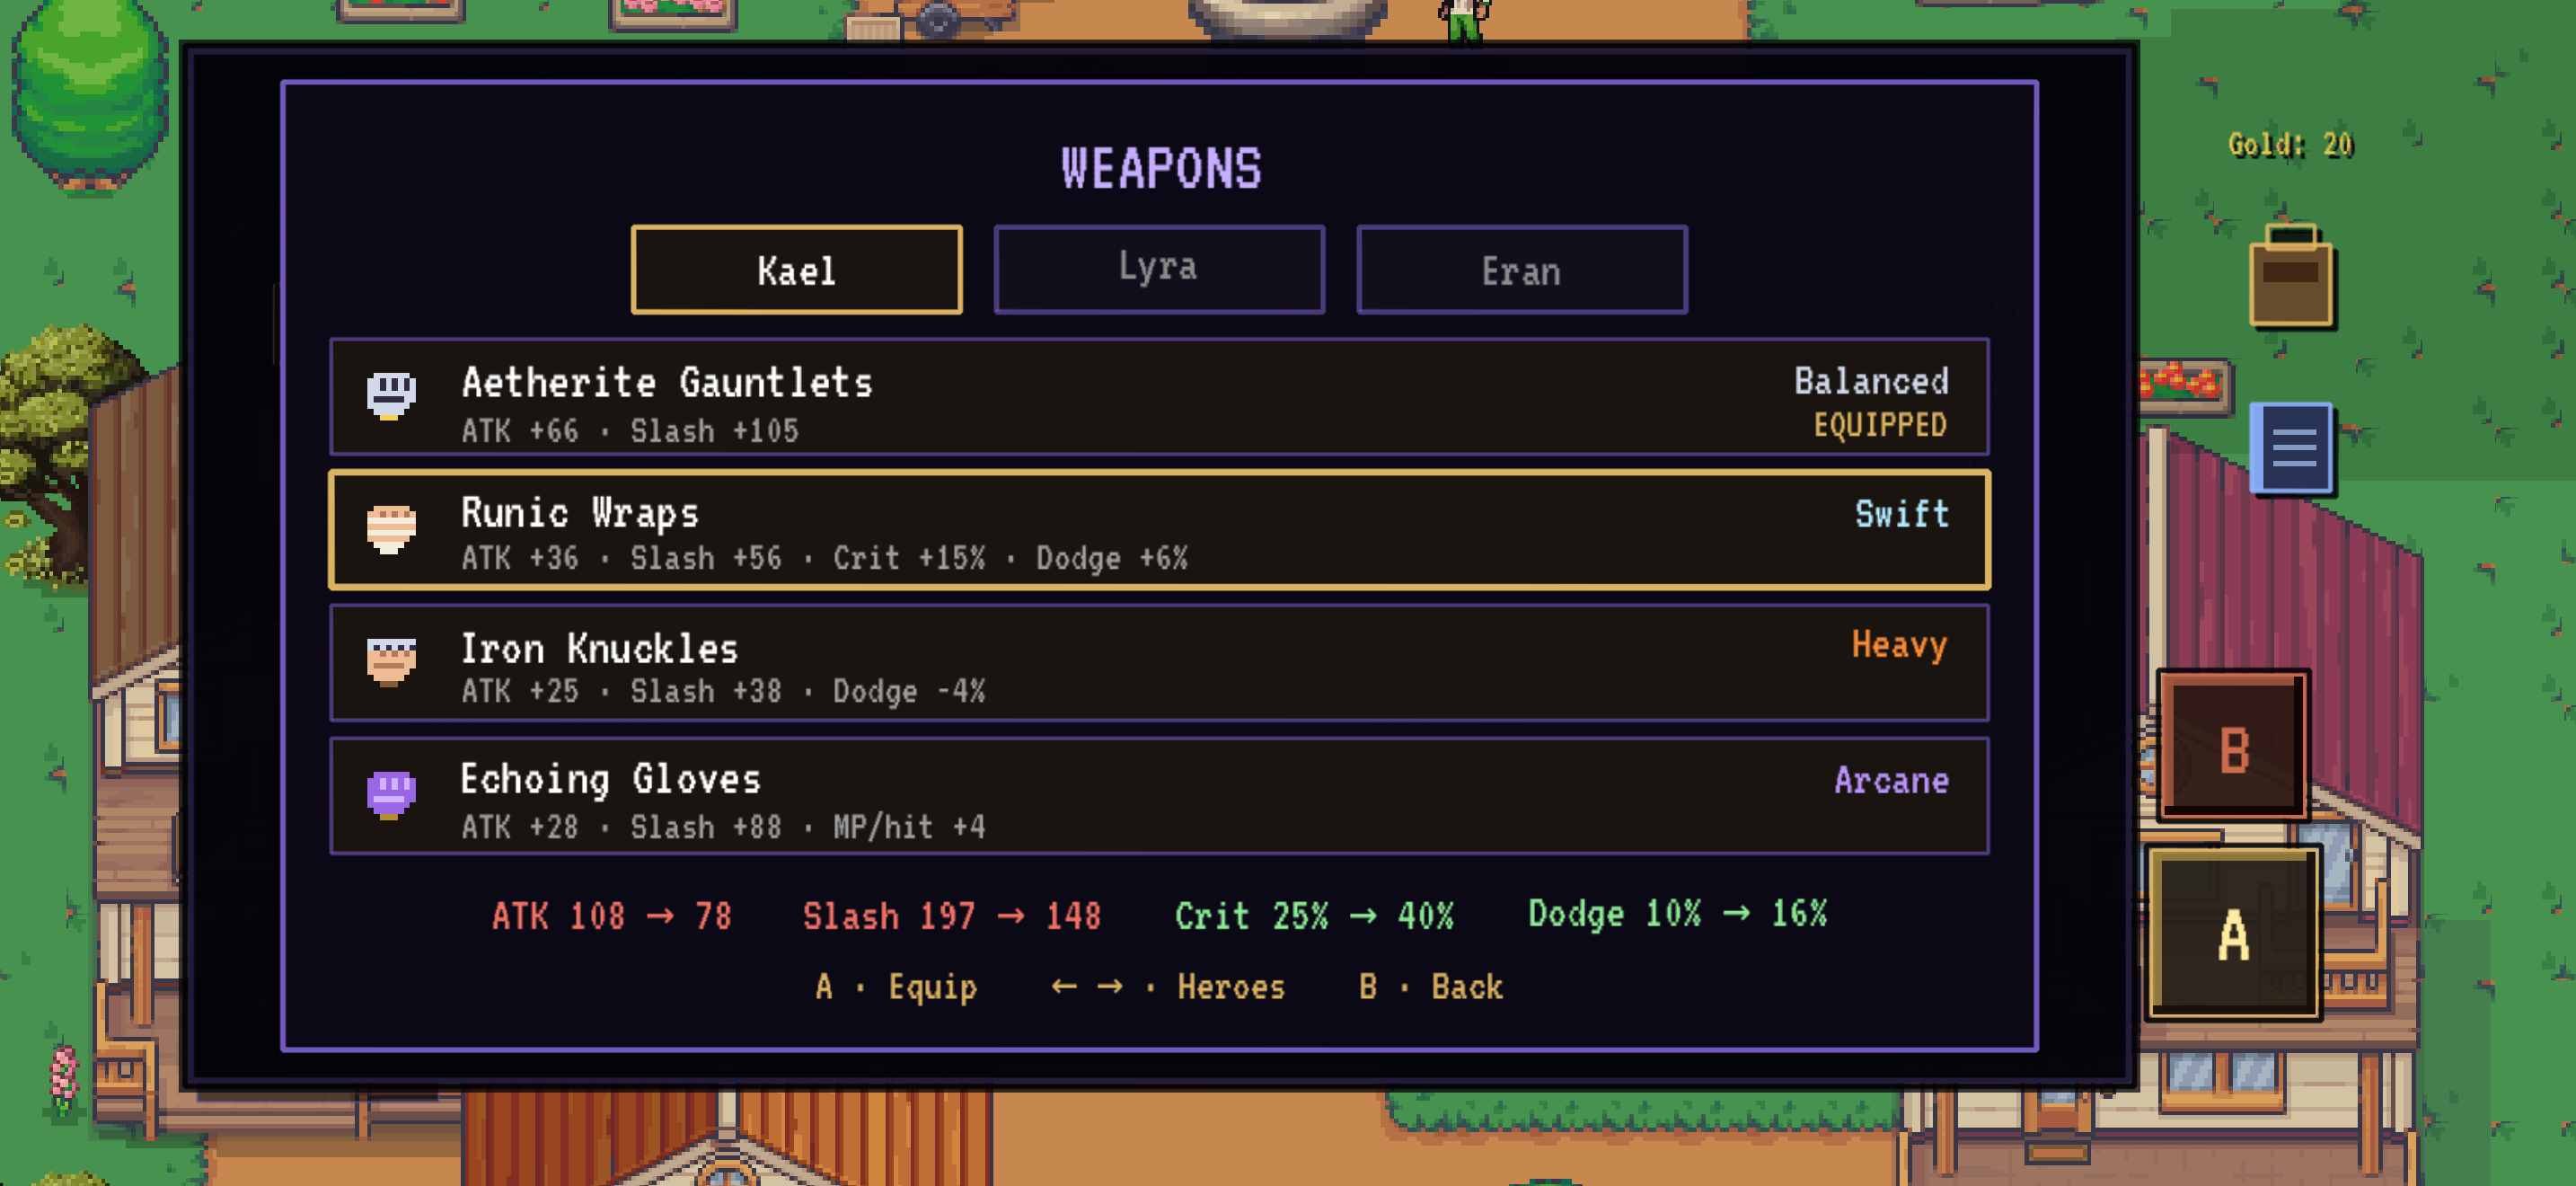 WEAPONS
Gold: 20
Kael Lyra Eran
Aetherite Gauntlets Balanced
ATK +66 · Slash +105 EQUIPPED
Runic Wraps Swift
ATK +36 · Slash +56 · Crit +15% · Dodge +6%
Iron Knuckles Heavy
ATK +25 · Slash +38 · Dodge -4%
Echoing Gloves Arcane
ATK +28 · Slash +88 · MP/hit +4
B
ATK 108 → 78 Slash 197 → 148 Crit 25% → 40% Dodge 10% → 16%
A
A · Equip ← → · Heroes B · Back